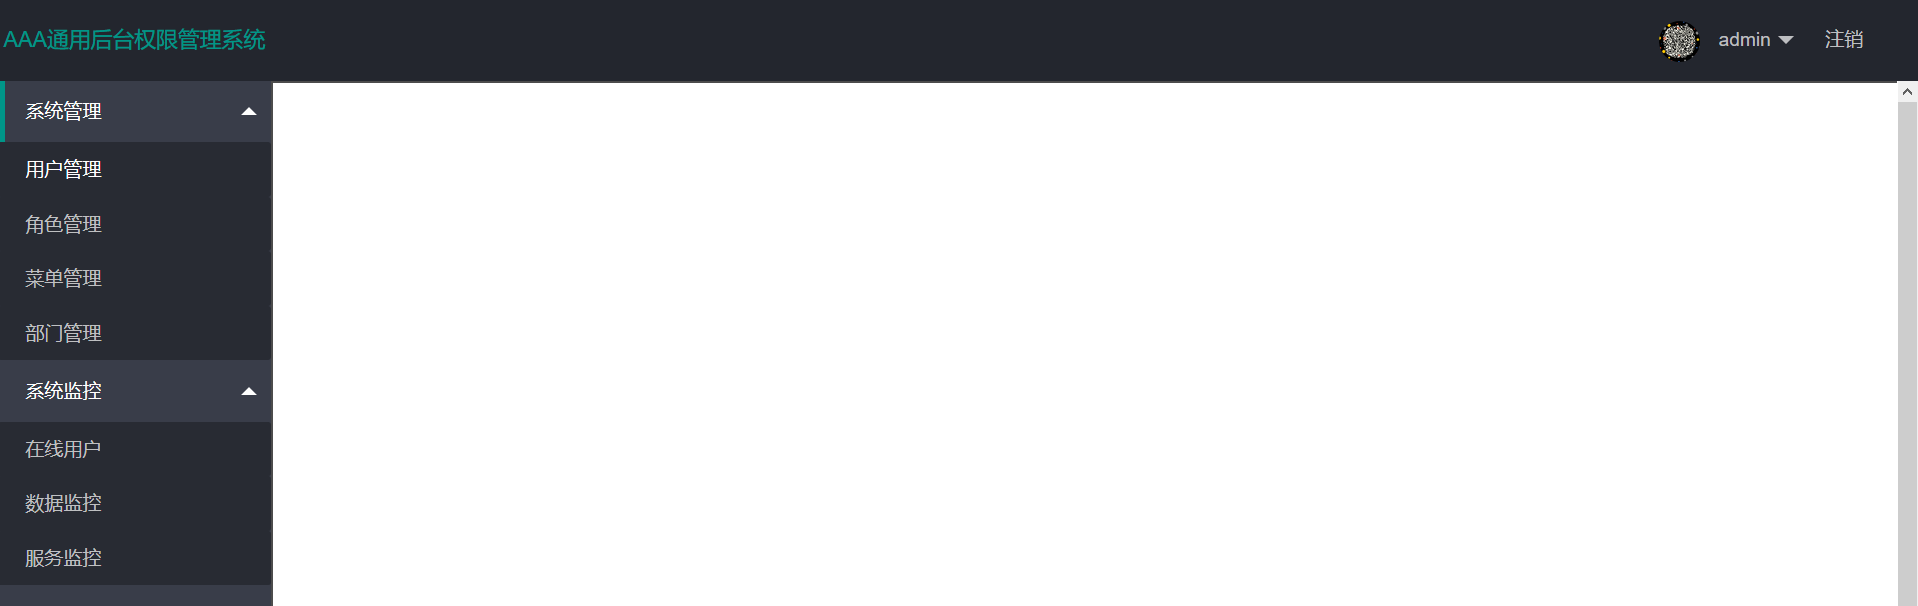 AAA通用后台权限管理系统
admin
注销
系统管理
用户管理
角色管理
菜单管理
部门管理
系统监控
在线用户
数据监控
服务监控